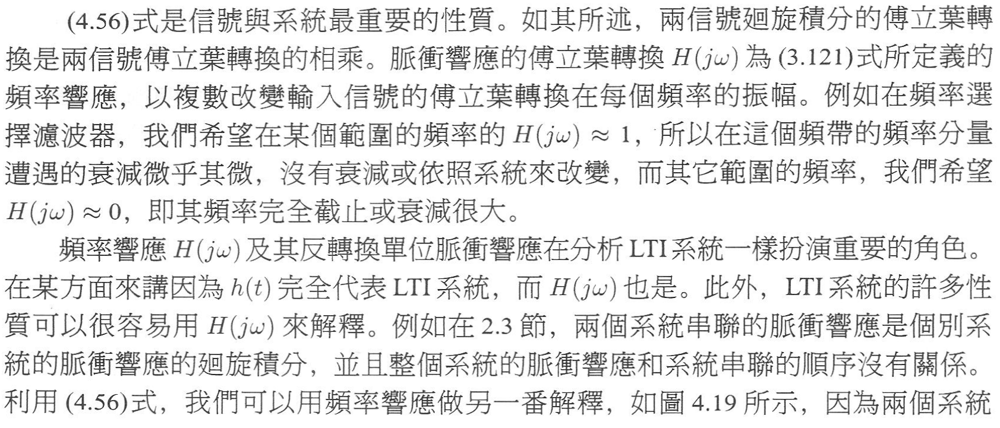 (4.56)式是信號與系統最重要的性質。如其所述，兩信號迴旋積分的傅立葉轉
換是兩信號傅立葉轉換的相乘。脈衝響應的傅立葉轉換 H(jω) 為 (3.121)式所定義的
頻率響應，以複數改變輸入信號的傅立葉轉換在每個頻率的振幅。例如在頻率選
擇濾波器，我們希望在某個範圍的頻率的 H(jω) ≈ 1，所以在這個頻帶的頻率分量
遭遇的衰減微乎其微，沒有衰減或依照系統來改變，而其它範圍的頻率，我們希望
H(jω) ≈ 0，即其頻率完全截止或衰減很大。
頻率響應 H(jω) 及其反轉換單位脈衝響應在分析 LTI 系統一樣扮演重要的角色。
在某方面來講因為 h(t) 完全代表 LTI 系統，而 H(jω) 也是。此外，LTI 系統的許多性
質可以很容易用 H(jω) 來解釋。例如在 2.3 節，兩個系統串聯的脈衝響應是個別系
統的脈衝響應的迴旋積分，並且整個系統的脈衝響應和系統串聯的順序沒有關係。
利用 (4.56)式，我們可以用頻率響應做另一番解釋，如圖 4.19 所示，因為兩個系統